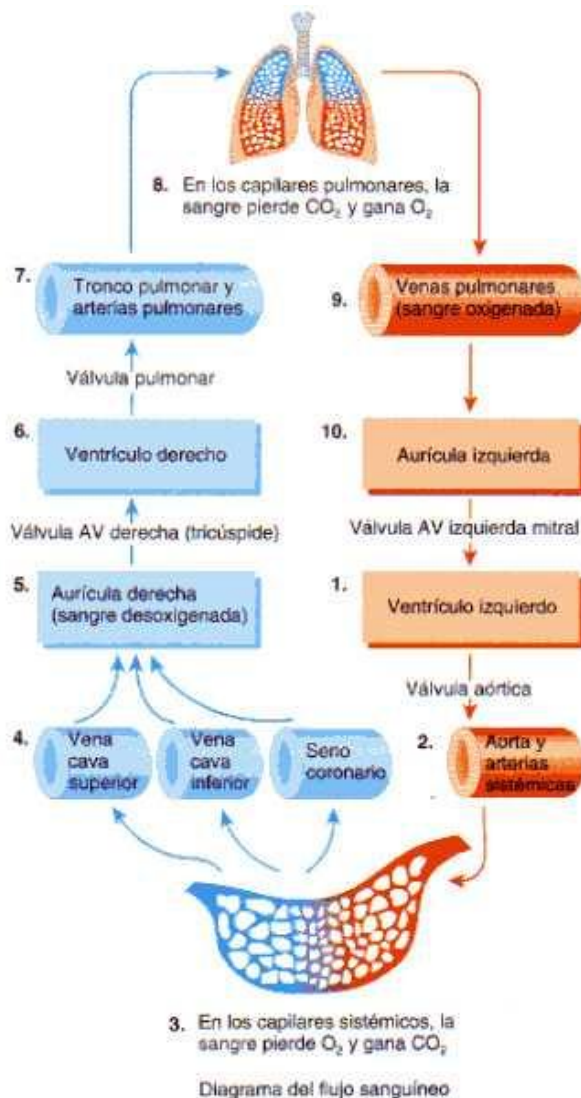 8. En los capilares pulmonares, la
sangre pierde CO₂ y gana O₂
7.
Tronco pulmonar y
arterias pulmonares
9.
Venas pulmonares
(sangre oxigenada)
Válvula pulmonar
6.
Ventrículo derecho
10.
Aurícula izquierda
Válvula AV derecha (tricúspide)
Válvula AV izquierda mitral
5.
Aurícula derecha
(sangre desoxigenada)
1.
Ventrículo izquierdo
Válvula aórtica
4.
Vena
cava
superior
Vena
cava
inferior
Seno
coronario
2.
Aorta y
arterias
sistémicas
3. En los capilares sistémicos, la
sangre pierde O₂ y gana CO₂
Diagrama del flujo sanguíneo